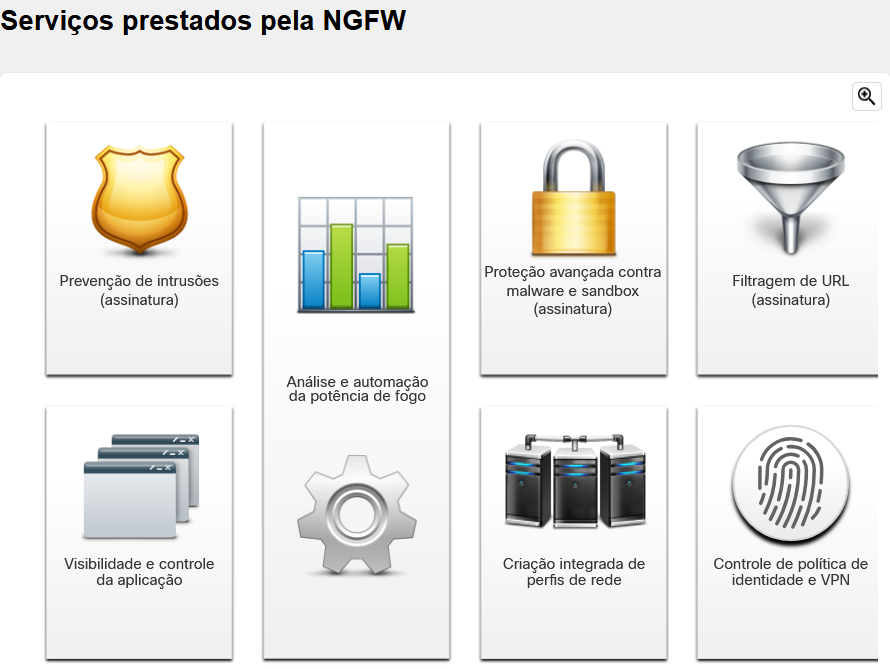 Serviços prestados pela NGFW
Prevenção de intrusões
(assinatura)
Análise e automação
da potência de fogo
Proteção avançada contra
malware e sandbox
(assinatura)
Filtragem de URL
(assinatura)
Visibilidade e controle
da aplicação
Criação integrada de
perfis de rede
Controle de política de
identidade e VPN